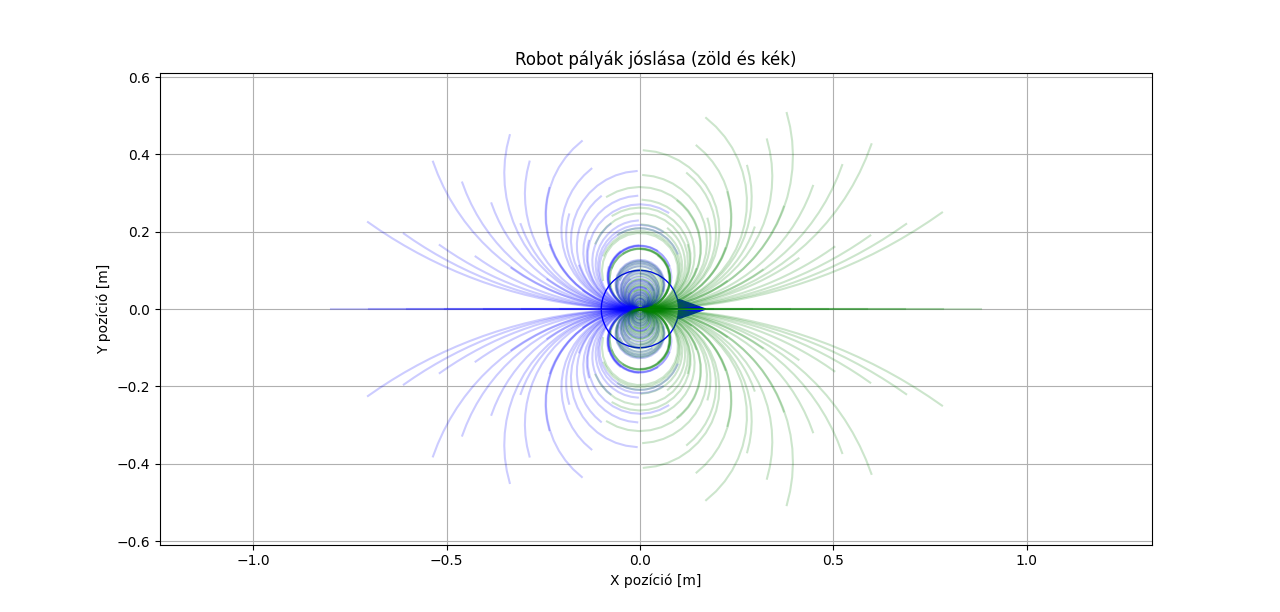 Robot pályák jóslása (zöld és kék)
0.6
0.4
0.2
0.0
−0.2
−0.4
−0.6
Y pozíció [m]
−1.0 −0.5 0.0 0.5 1.0
X pozíció [m]